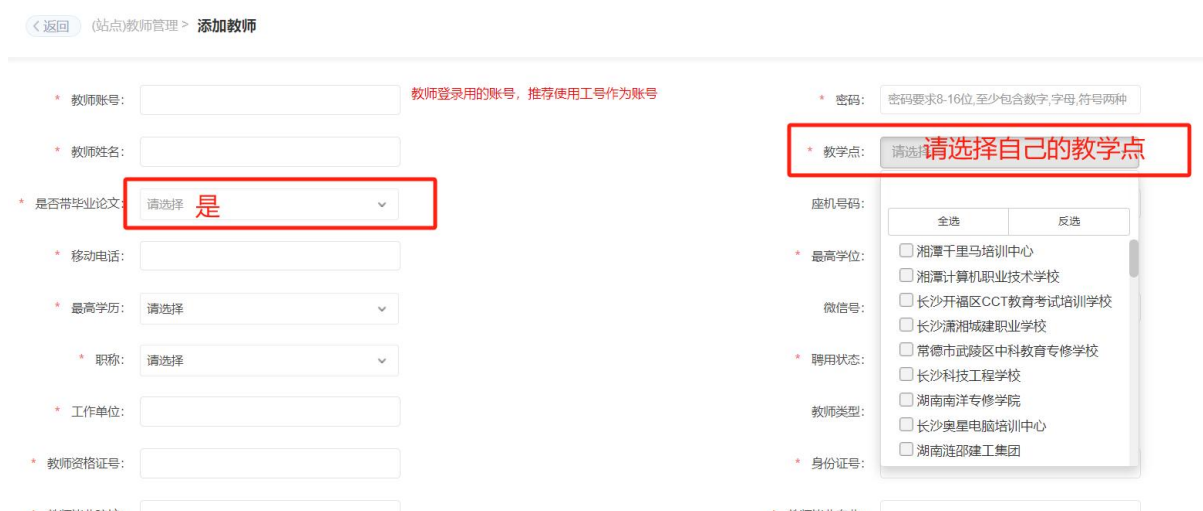 返回 (站点)教师管理 > 添加教师
* 教师账号: 教师登录用的账号，推荐使用工号作为账号
* 密码: 密码要求8-16位,至少包含数字,字母,符号两种
* 教师姓名:
* 教学点: 请选择 请选择自己的教学点
* 是否带毕业论文: 请选择 是
座机号码:
全选 反选
* 移动电话:
* 最高学位:
湘潭千里马培训中心
湘潭计算机职业技术学校
* 最高学历: 请选择
微信号:
长沙开福区CCT教育考试培训学校
长沙潇湘城建职业学校
* 职称: 请选择
* 聘用状态:
常德市武陵区中科教育专修学校
长沙科技工程学校
* 工作单位:
教师类型:
湖南南洋专修学院
长沙奥星电脑培训中心
湖南涟邵建工集团
* 教师资格证号:
* 身份证号: